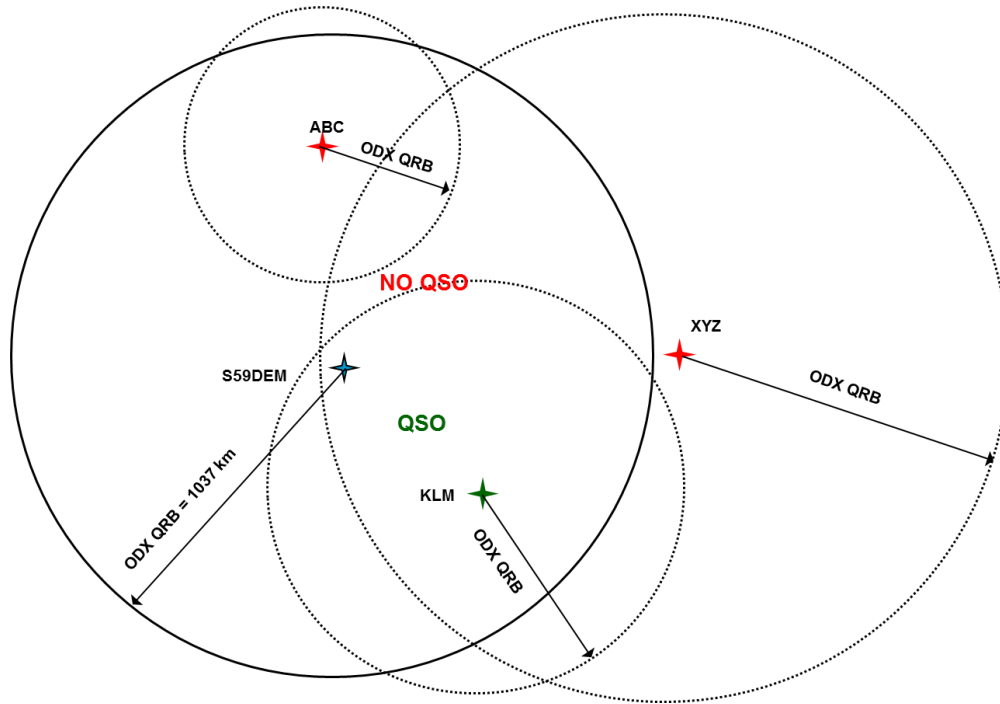 ABC
ODX QRB
NO QSO
XYZ
S59DEM
ODX QRB
QSO
ODX QRB = 1037 km
KLM
ODX QRB